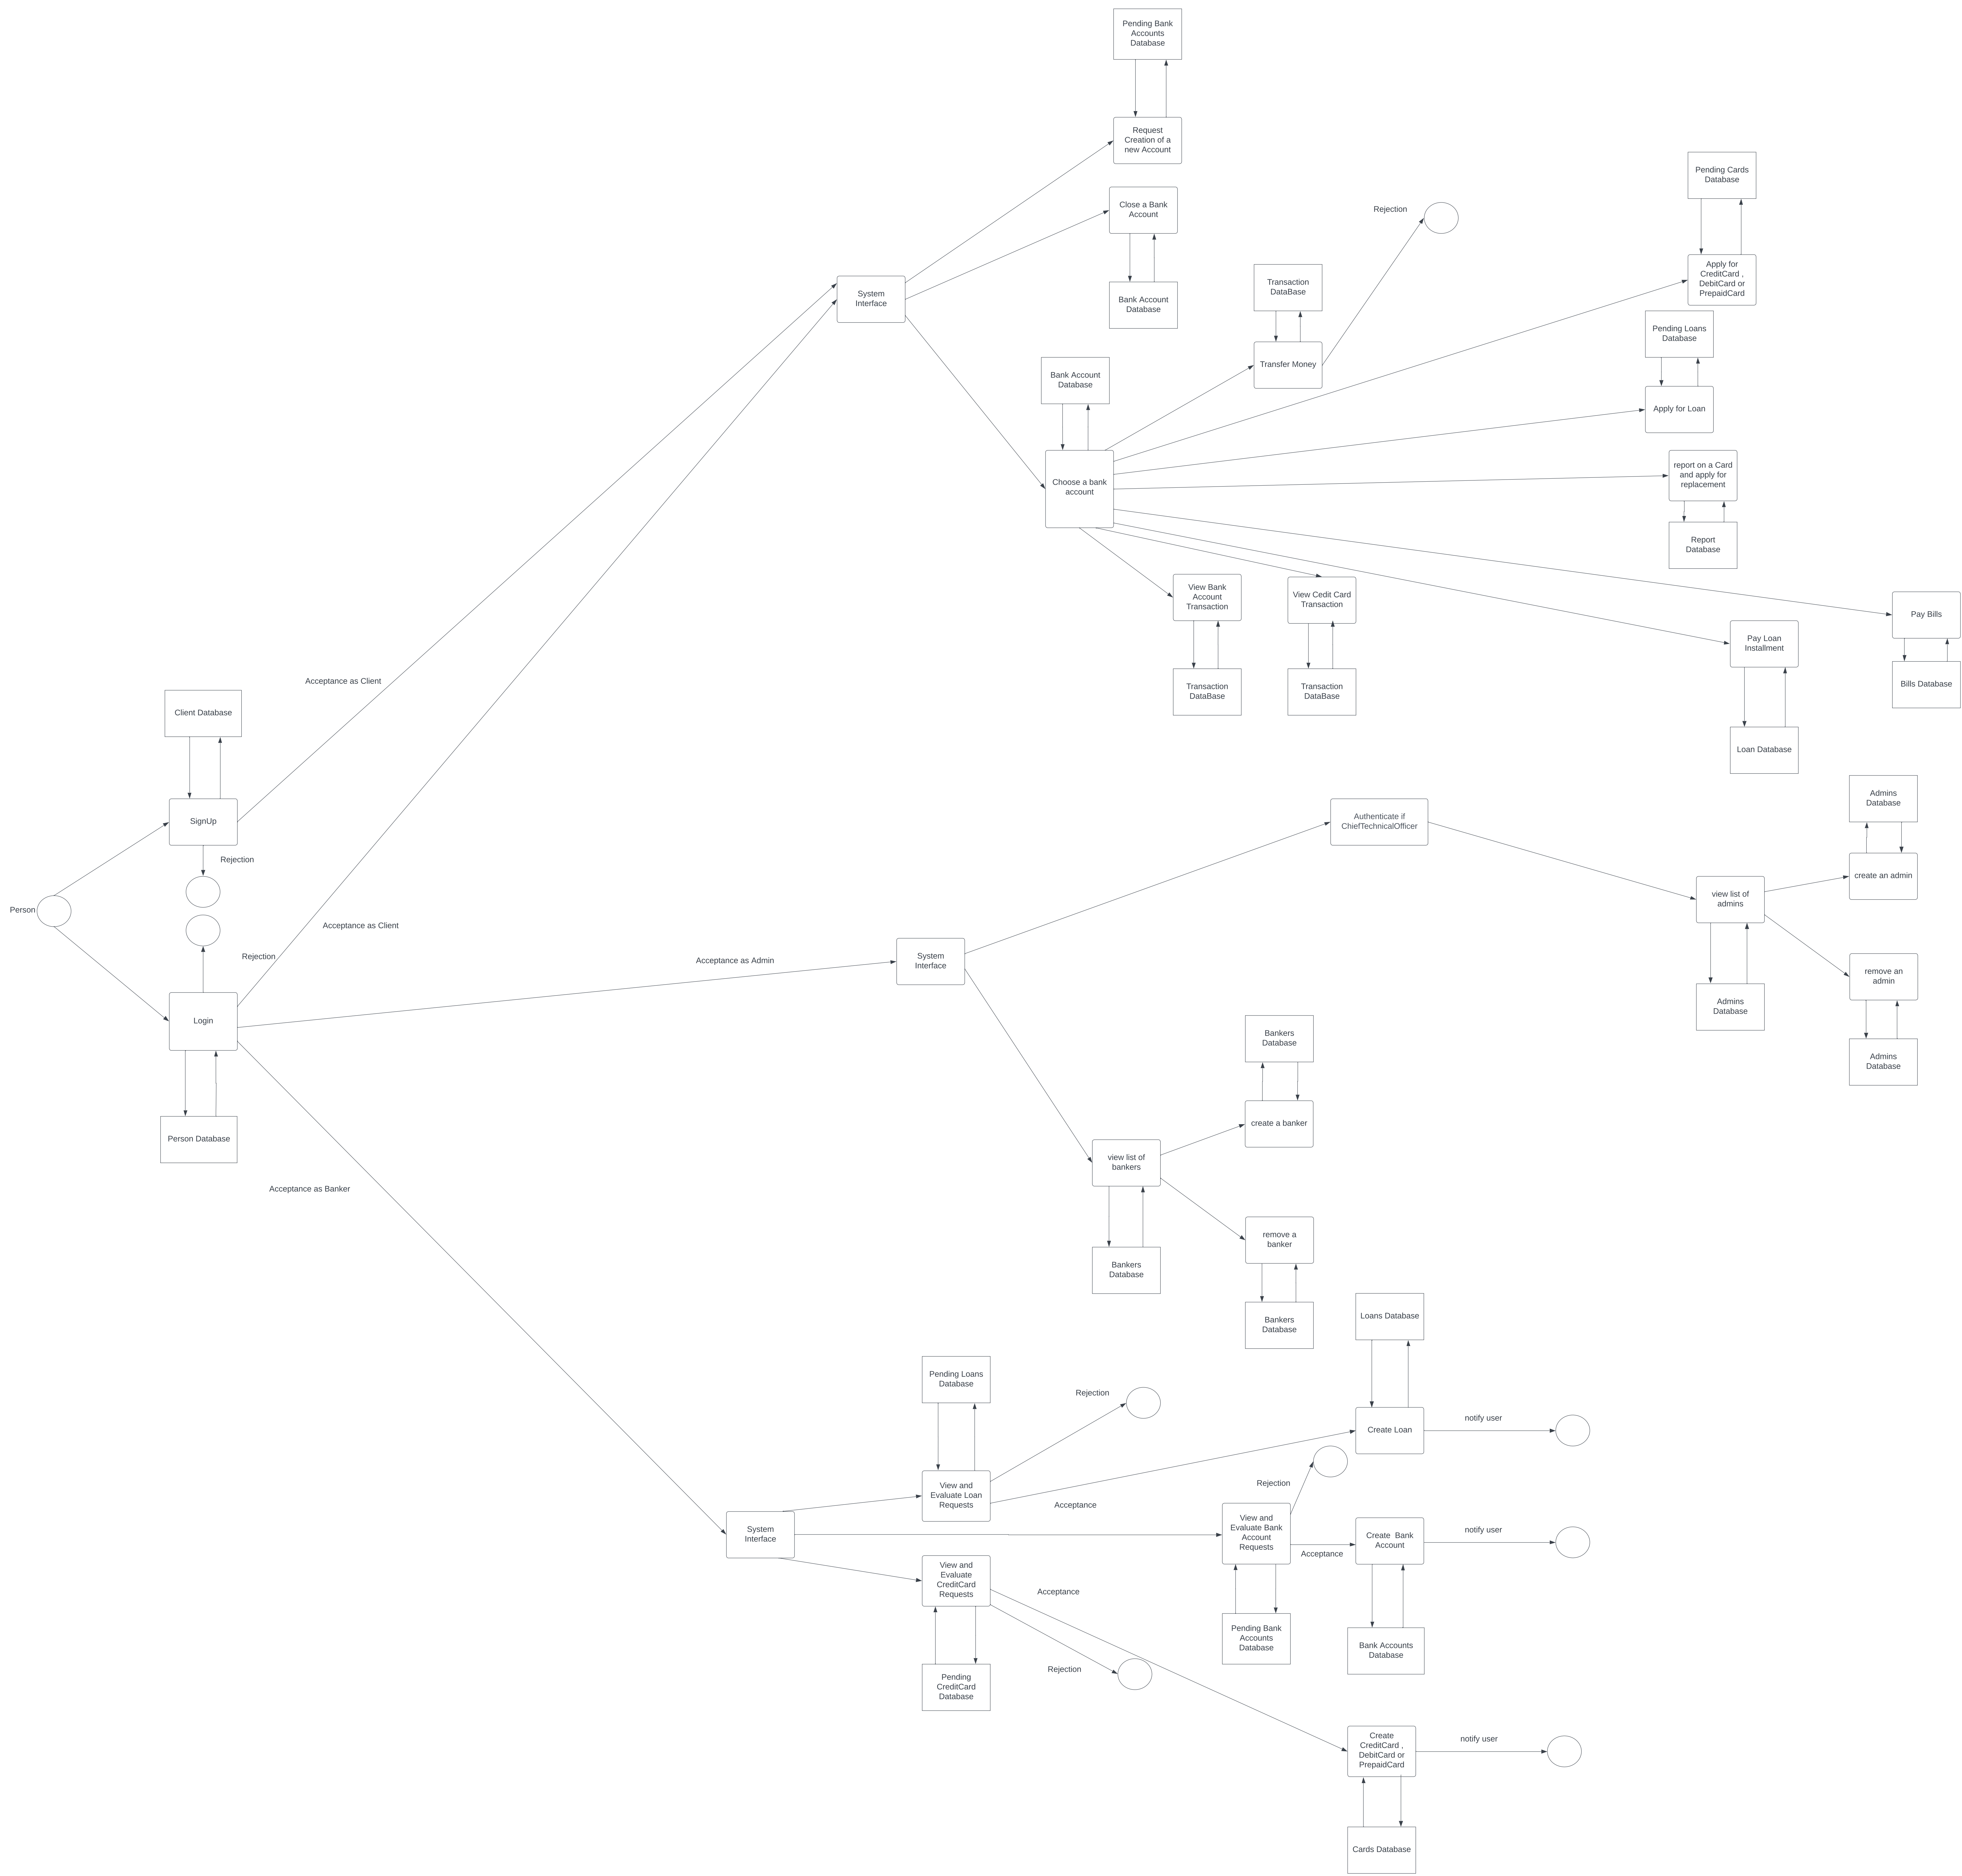 Pending Bank
Accounts
Database
Request
Creation of a
new Account
Close a Bank
Account
Bank Account
Database
System
Interface
Rejection
Pending Cards
Database
Apply for
CreditCard ,
DebitCard or
PrepaidCard
Transaction
DataBase
Transfer Money
Pending Loans
Database
Apply for Loan
Bank Account
Database
Choose a bank
account
report on a Card
and apply for
replacement
Report
Database
View Bank
Account
Transaction
Transaction
DataBase
View Cedit Card
Transaction
Transaction
DataBase
Pay Bills
Bills Database
Pay Loan
Installment
Loan Database
Acceptance as Client
Client Database
SignUp
Rejection
Person
Acceptance as Client
Rejection
Login
Person Database
Acceptance as Admin
System
Interface
Authenticate if
ChiefTechnicalOfficer
Admins
Database
create an admin
view list of
admins
Admins
Database
remove an
admin
Admins
Database
Bankers
Database
create a banker
view list of
bankers
Bankers
Database
remove a
banker
Bankers
Database
Acceptance as Banker
System
Interface
Pending Loans
Database
View and
Evaluate Loan
Requests
Rejection
Acceptance
Loans Database
Create Loan
notify user
Rejection
View and
Evaluate Bank
Account
Requests
Acceptance
Create  Bank
Account
notify user
Pending Bank
Accounts
Database
Bank Accounts
Database
View and
Evaluate
CreditCard
Requests
Acceptance
Rejection
Pending
CreditCard
Database
Create
CreditCard ,
DebitCard or
PrepaidCard
notify user
Cards Database